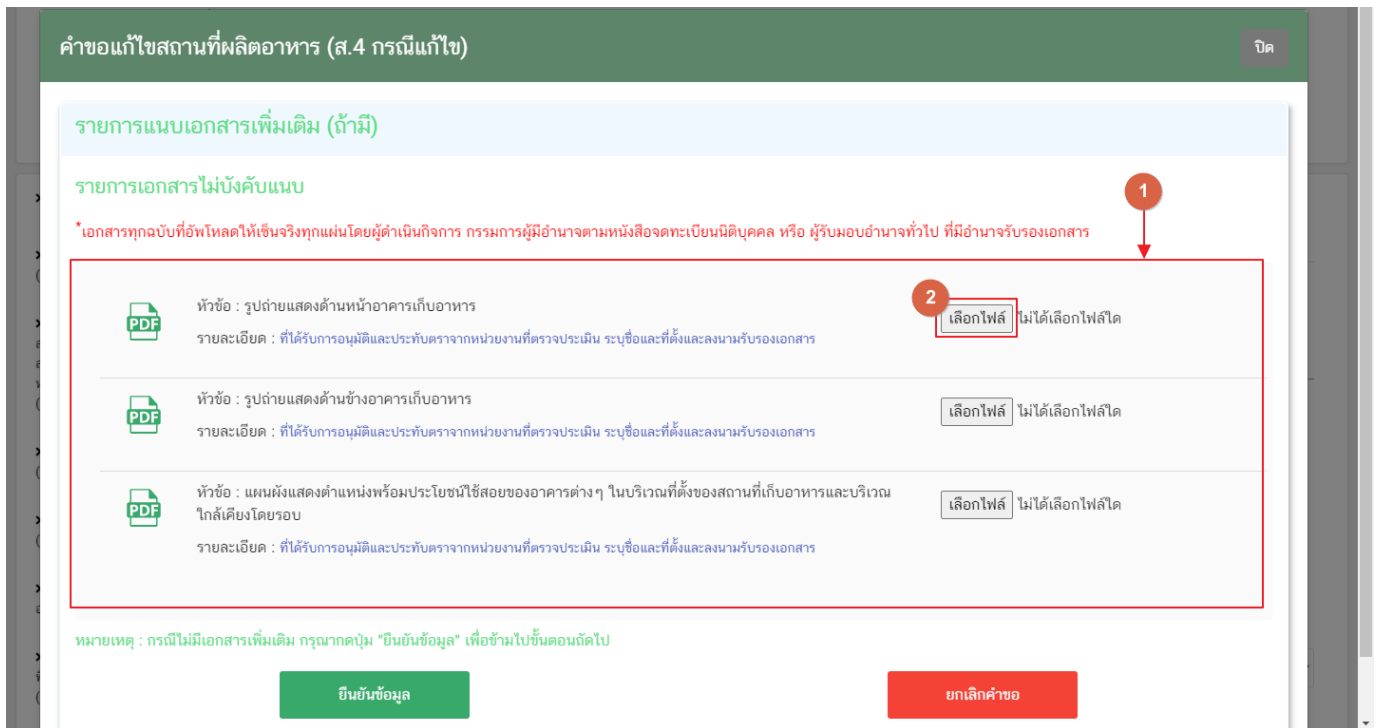 คำขอแก้ไขสถานที่ผลิตอาหาร (ส.4 กรณีแก้ไข)
ปิด
รายการแนบเอกสารเพิ่มเติม (ถ้ามี)
รายการเอกสารไม่บังคับแนบ
1
*เอกสารทุกฉบับที่อัพโหลดให้เซ็นจริงทุกแผ่นโดยผู้ดำเนินกิจการ กรรมการผู้มีอำนาจตามหนังสือจดทะเบียนนิติบุคคล หรือ ผู้รับมอบอำนาจทั่วไป ที่มีอำนาจรับรองเอกสาร
2
PDF
หัวข้อ : รูปถ่ายแสดงด้านหน้าอาคารเก็บอาหาร
เลือกไฟล์ ไม่ได้เลือกไฟล์ใด
รายละเอียด : ที่ได้รับการอนุมัติและประทับตราจากหน่วยงานที่ตรวจประเมิน ระบุชื่อและที่ตั้งและลงนามรับรองเอกสาร
PDF
หัวข้อ : รูปถ่ายแสดงด้านข้างอาคารเก็บอาหาร
เลือกไฟล์ ไม่ได้เลือกไฟล์ใด
รายละเอียด : ที่ได้รับการอนุมัติและประทับตราจากหน่วยงานที่ตรวจประเมิน ระบุชื่อและที่ตั้งและลงนามรับรองเอกสาร
PDF
หัวข้อ : แผนผังแสดงตำแหน่งพร้อมประโยชน์ใช้สอยของอาคารต่างๆ ในบริเวณที่ตั้งของสถานที่เก็บอาหารและบริเวณ
ใกล้เคียงโดยรอบ
เลือกไฟล์ ไม่ได้เลือกไฟล์ใด
รายละเอียด : ที่ได้รับการอนุมัติและประทับตราจากหน่วยงานที่ตรวจประเมิน ระบุชื่อและที่ตั้งและลงนามรับรองเอกสาร
หมายเหตุ : กรณีไม่มีเอกสารเพิ่มเติม กรุณากดปุ่ม "ยืนยันข้อมูล" เพื่อข้ามไปขั้นตอนถัดไป
ยืนยันข้อมูล
ยกเลิกคำขอ